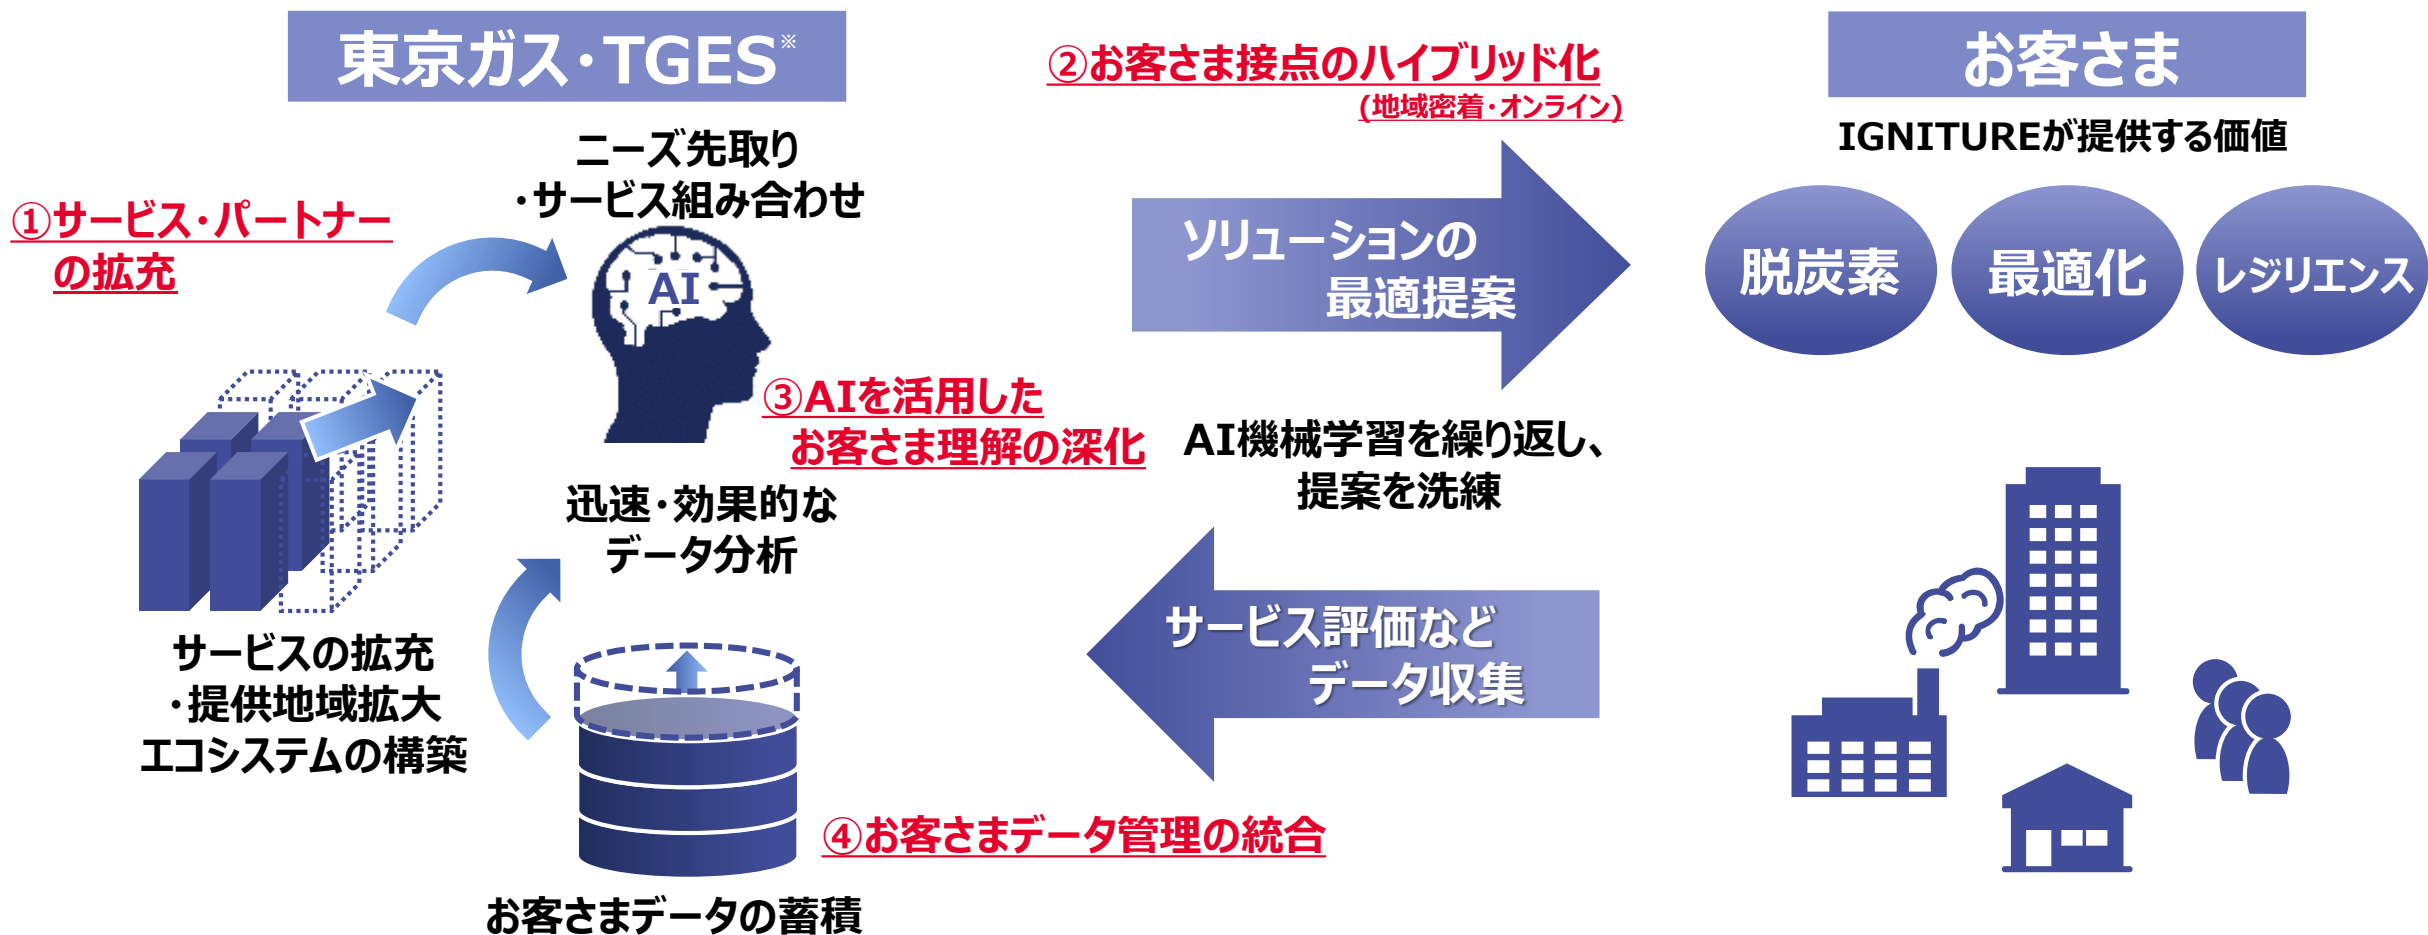 東京ガス・TGES※
ニーズ先取り
・サービス組み合わせ
①サービス・パートナー
の拡充
AI
③AIを活用した
お客さま理解の深化
迅速・効果的な
データ分析
サービスの拡充
・提供地域拡大
エコシステムの構築
④お客さまデータ管理の統合
お客さまデータの蓄積
②お客さま接点のハイブリッド化
(地域密着・オンライン)
ソリューションの
最適提案
AI機械学習を繰り返し、
提案を洗練
サービス評価など
データ収集
お客さま
IGNITUREが提供する価値
脱炭素
最適化
レジリエンス